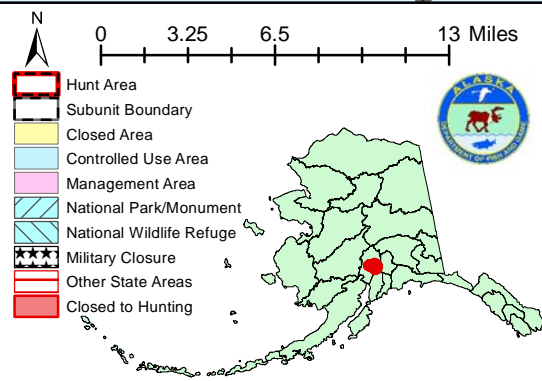 N
0 3.25 6.5 13 Miles
Hunt Area
Subunit Boundary
Closed Area
Controlled Use Area
Management Area
National Park/Monument
National Wildlife Refuge
Military Closure
Other State Areas
Closed to Hunting
ALASKA
DEPARTMENT OF FISH AND GAME